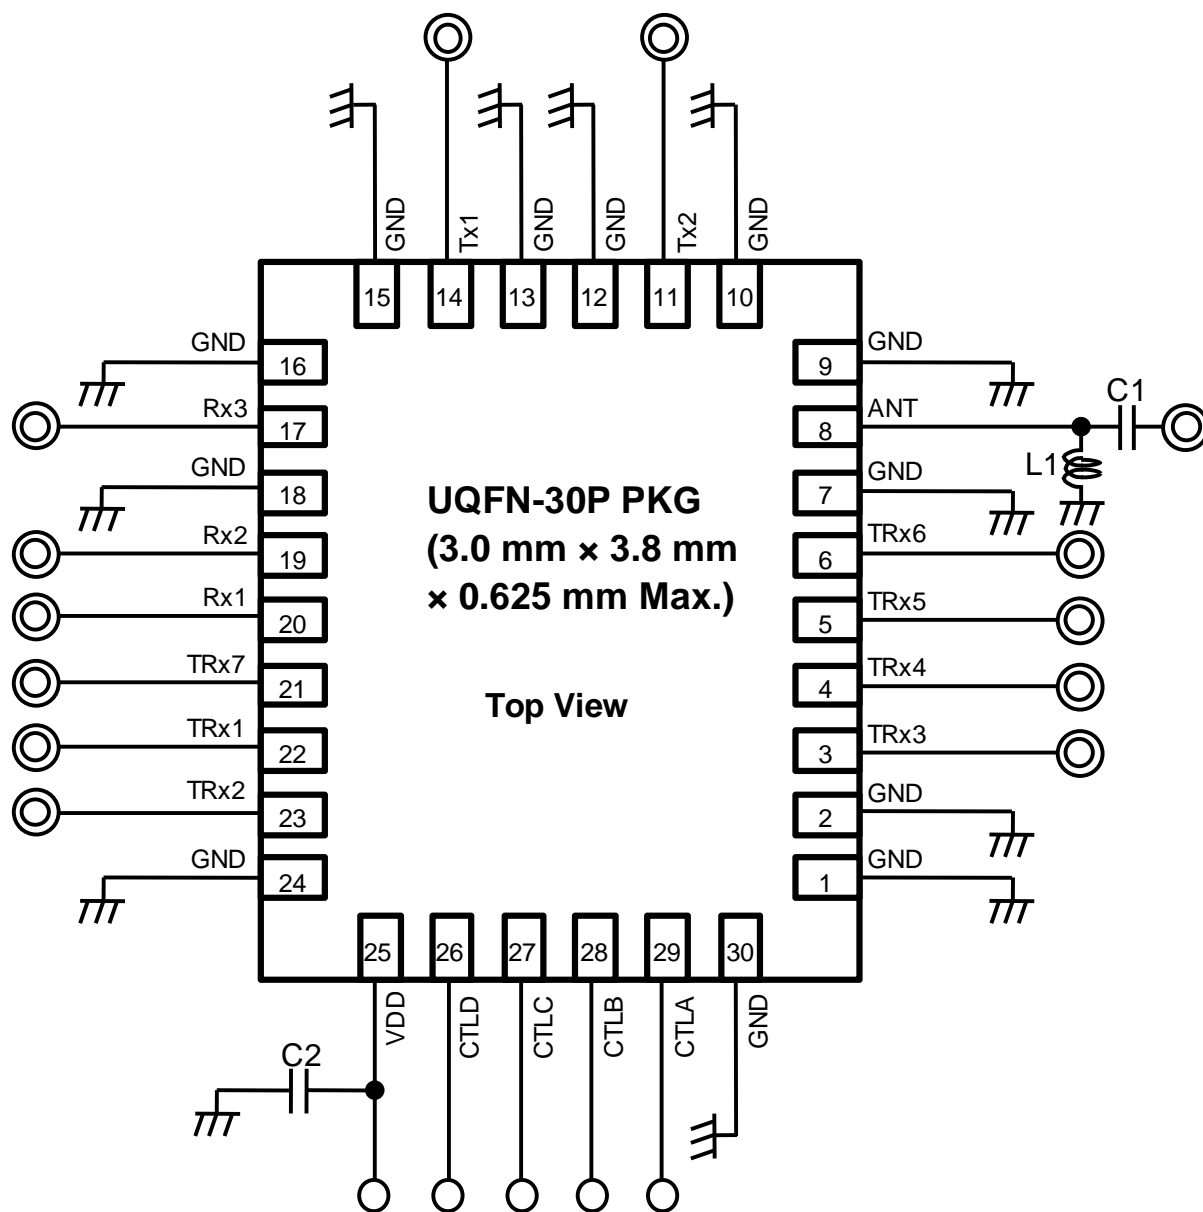 GND
Tx1
GND
GND
Tx2
GND
15
14
13
12
11
10
GND
16
9
GND
Rx3
17
8
ANT
C1
GND
18
7
GND
L1
UQFN-30P PKG
(3.0 mm × 3.8 mm
× 0.625 mm Max.)
Rx2
19
6
TRx6
Rx1
20
5
TRx5
TRx7
21
4
TRx4
Top View
TRx1
22
3
TRx3
TRx2
23
2
GND
GND
24
1
GND
25
26
27
28
29
30
VDD
CTLD
CTLC
CTLB
CTLA
GND
C2